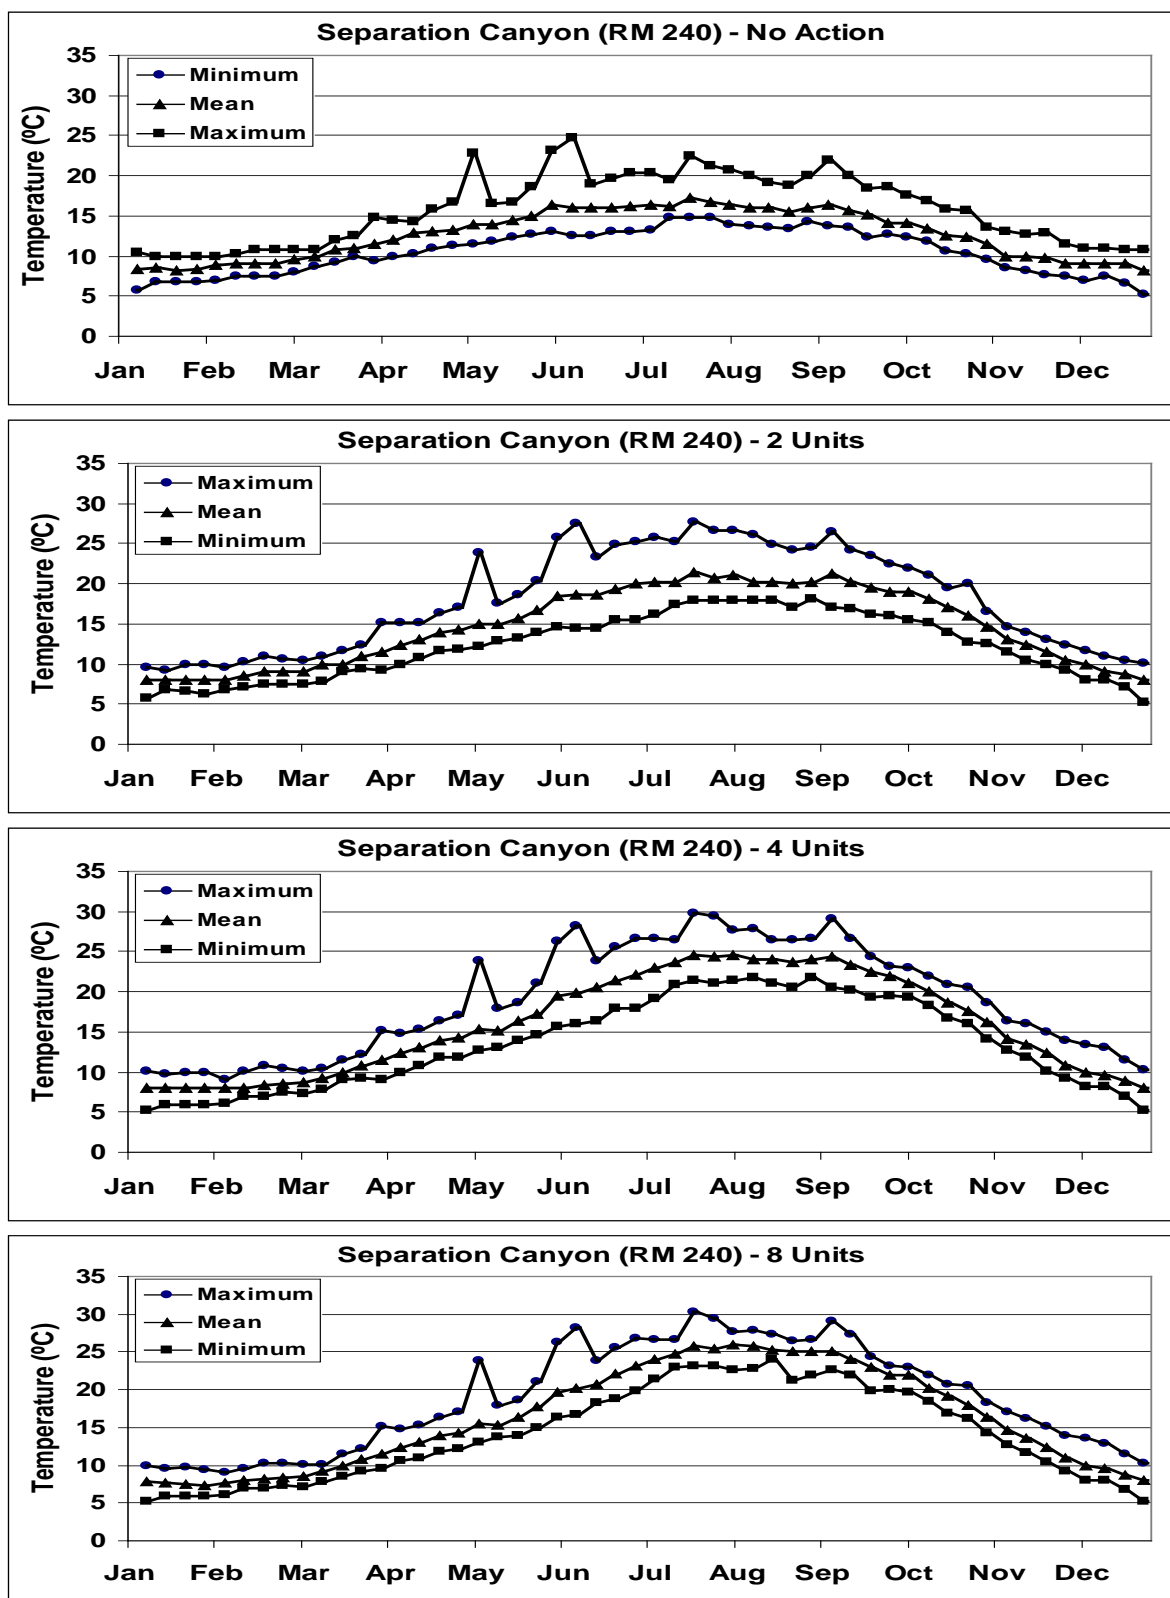 Separation Canyon (RM 240) - No Action
Temperature (ºC)
35
30
25
20
15
10
5
0
Minimum
Mean
Maximum
Jan Feb Mar Apr May Jun Jul Aug Sep Oct Nov Dec
Separation Canyon (RM 240) - 2 Units
Temperature (ºC)
35
30
25
20
15
10
5
0
Maximum
Mean
Minimum
Jan Feb Mar Apr May Jun Jul Aug Sep Oct Nov Dec
Separation Canyon (RM 240) - 4 Units
Temperature (ºC)
35
30
25
20
15
10
5
0
Maximum
Mean
Minimum
Jan Feb Mar Apr May Jun Jul Aug Sep Oct Nov Dec
Separation Canyon (RM 240) - 8 Units
Temperature (ºC)
35
30
25
20
15
10
5
0
Maximum
Mean
Minimum
Jan Feb Mar Apr May Jun Jul Aug Sep Oct Nov Dec